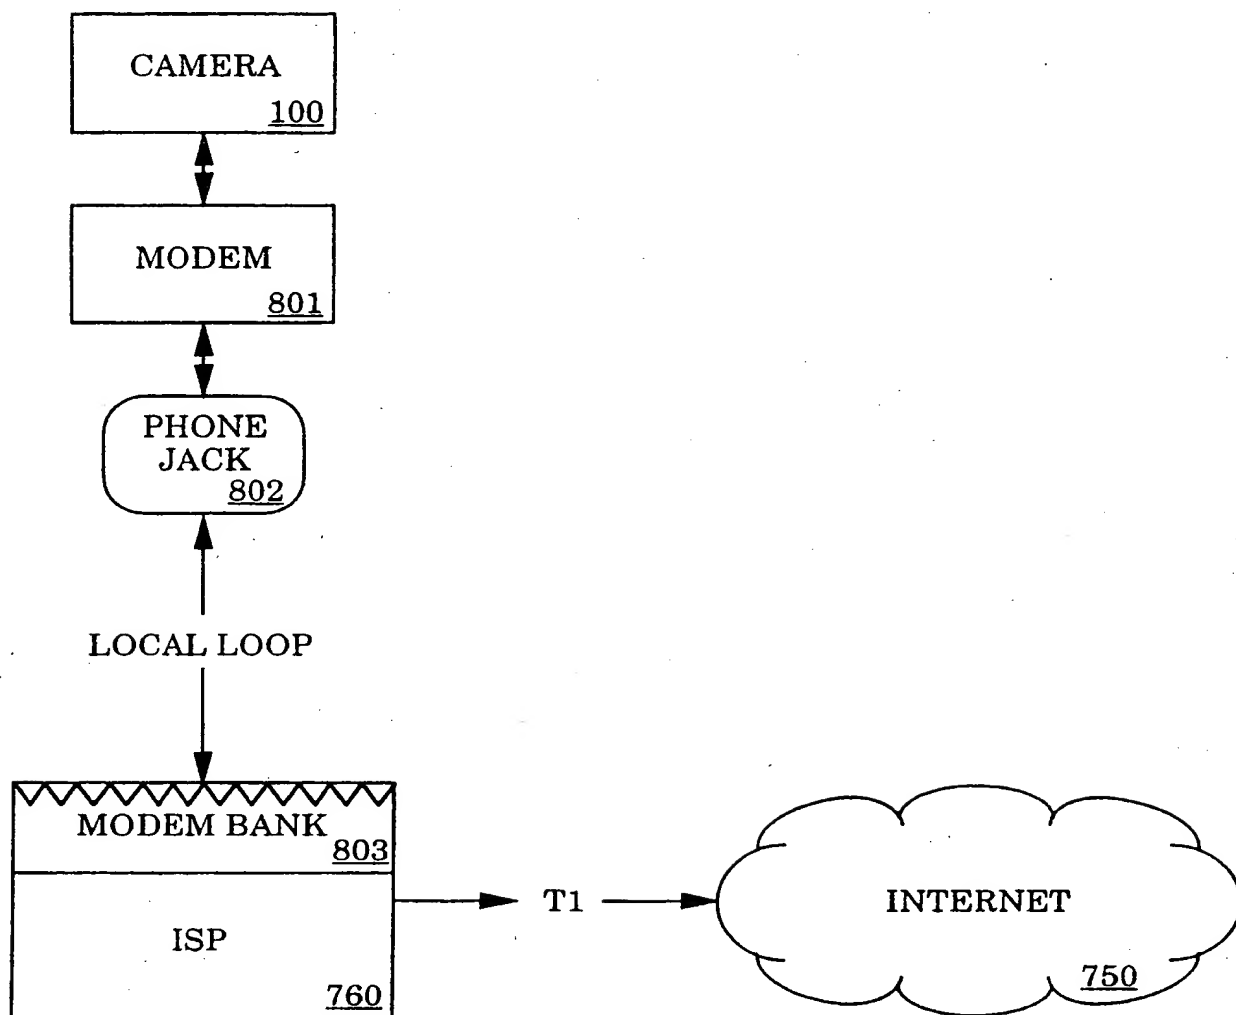 CAMERA
100
MODEM
801
PHONE
JACK
802
LOCAL LOOP
MODEM BANK
803
ISP
760
T1
INTERNET
750